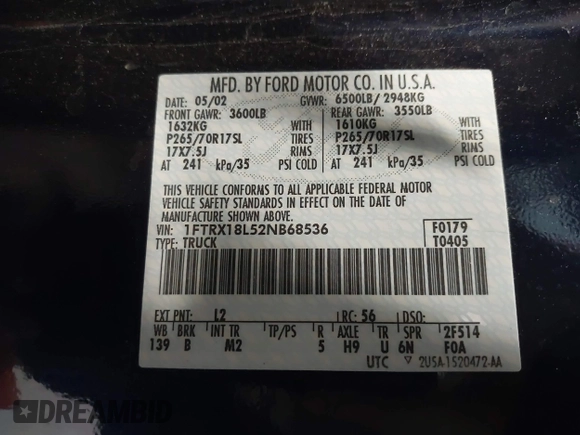 MFD. BY FORD MOTOR CO. IN U.S.A.
DATE: 05/02 GVWR: 6500LB/ 2948KG
FRONT GAWR: 3600LB REAR GAWR: 3550LB
1632KG WITH 1610KG WITH
P265/70R17SL TIRES P265/70R17SL TIRES
17X7.5J RIMS 17X7.5J RIMS
AT 241 kPa/35 PSI COLD AT 241 kPa/35 PSI COLD
THIS VEHICLE CONFORMS TO ALL APPLICABLE FEDERAL MOTOR
VEHICLE SAFETY STANDARDS IN EFFECT ON THE DATE OF
MANUFACTURE SHOWN ABOVE.
VIN: 1FTRX18L52NB68536 F0179
TYPE: TRUCK T0405
EXT PNT: L2 RC: 56 DSO:
WB BRK INT TR TP/PS R AXLE TR SPR 2F514
139 B M2 5 H9 U 6N F0A
UTC ▽ 2U5A-1520472-AA
DREAMBID